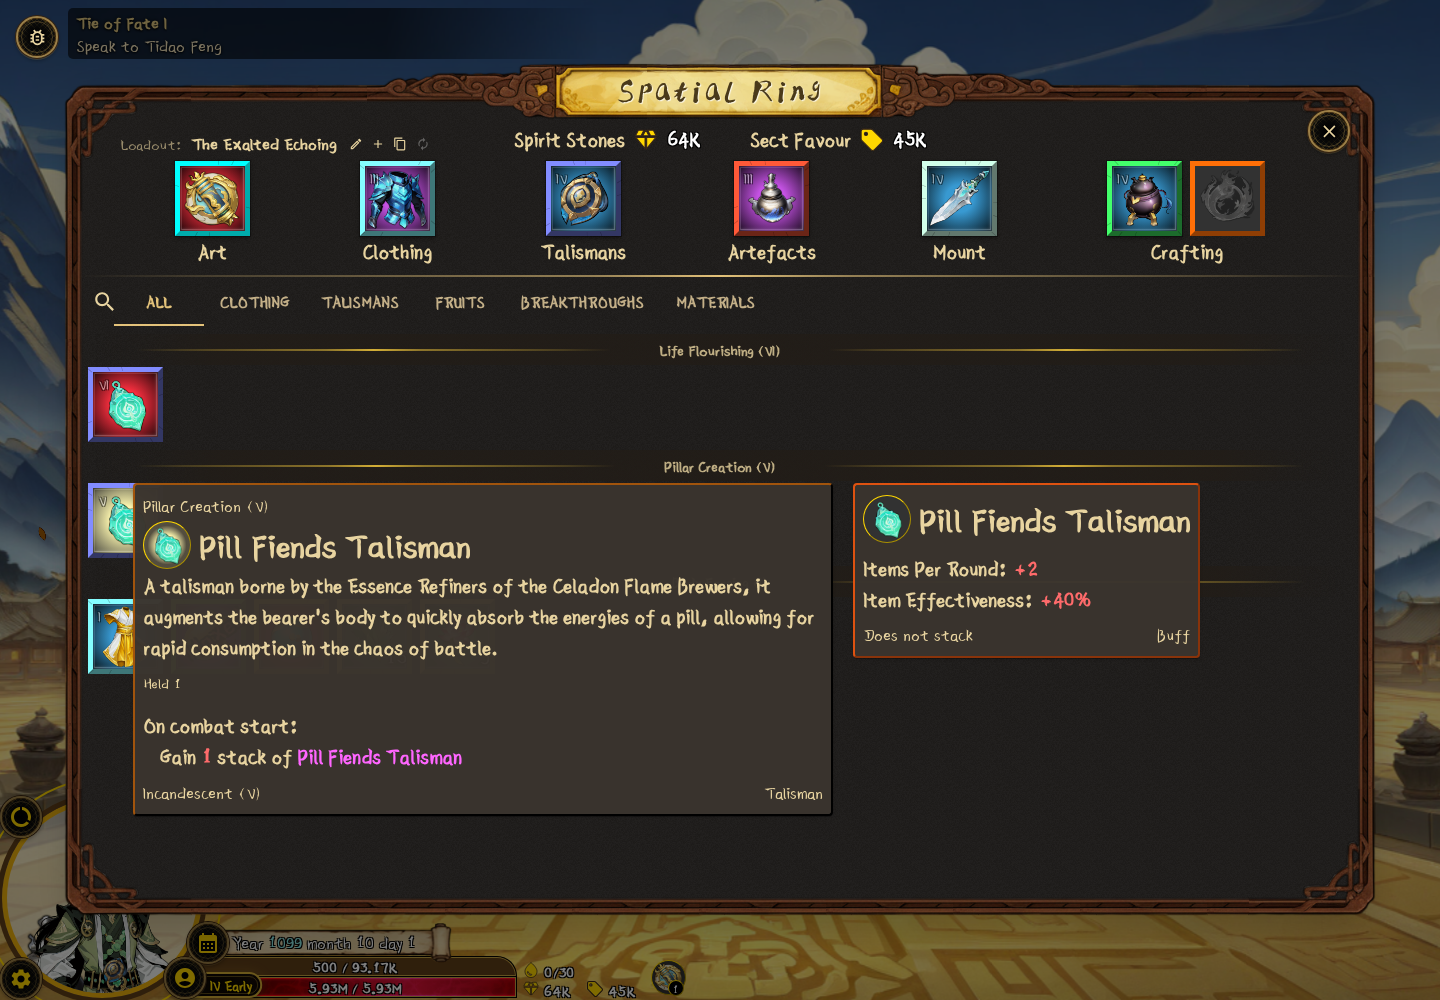 Tie of Fate I
Speak to Tidao Feng
Spatial Ring
Loadout: The Exalted Echoing
Spirit Stones 64K Sect Favour 45K
III IV III IV IV
Art Clothing Talismans Artefacts Mount Crafting
ALL CLOTHING TALISMANS FRUITS BREAKTHROUGHS MATERIALS
Life Flourishing (VI)
VI
Pillar Creation (V)
V
Pillar Creation (V)
Pill Fiends Talisman
A talisman borne by the Essence Refiners of the Celadon Flame Brewers, it
augments the bearer's body to quickly absorb the energies of a pill, allowing for
rapid consumption in the chaos of battle.
Held 1
On combat start:
Gain 1 stack of Pill Fiends Talisman
Incandescent (V) Talisman
Pill Fiends Talisman
Items Per Round: +2
Item Effectiveness: +40%
Does not stack Buff
I
Year 1099 month 10 day 1
500 / 93.17K
IV Early 5.93M / 5.93M
0/30
64K 45K
1